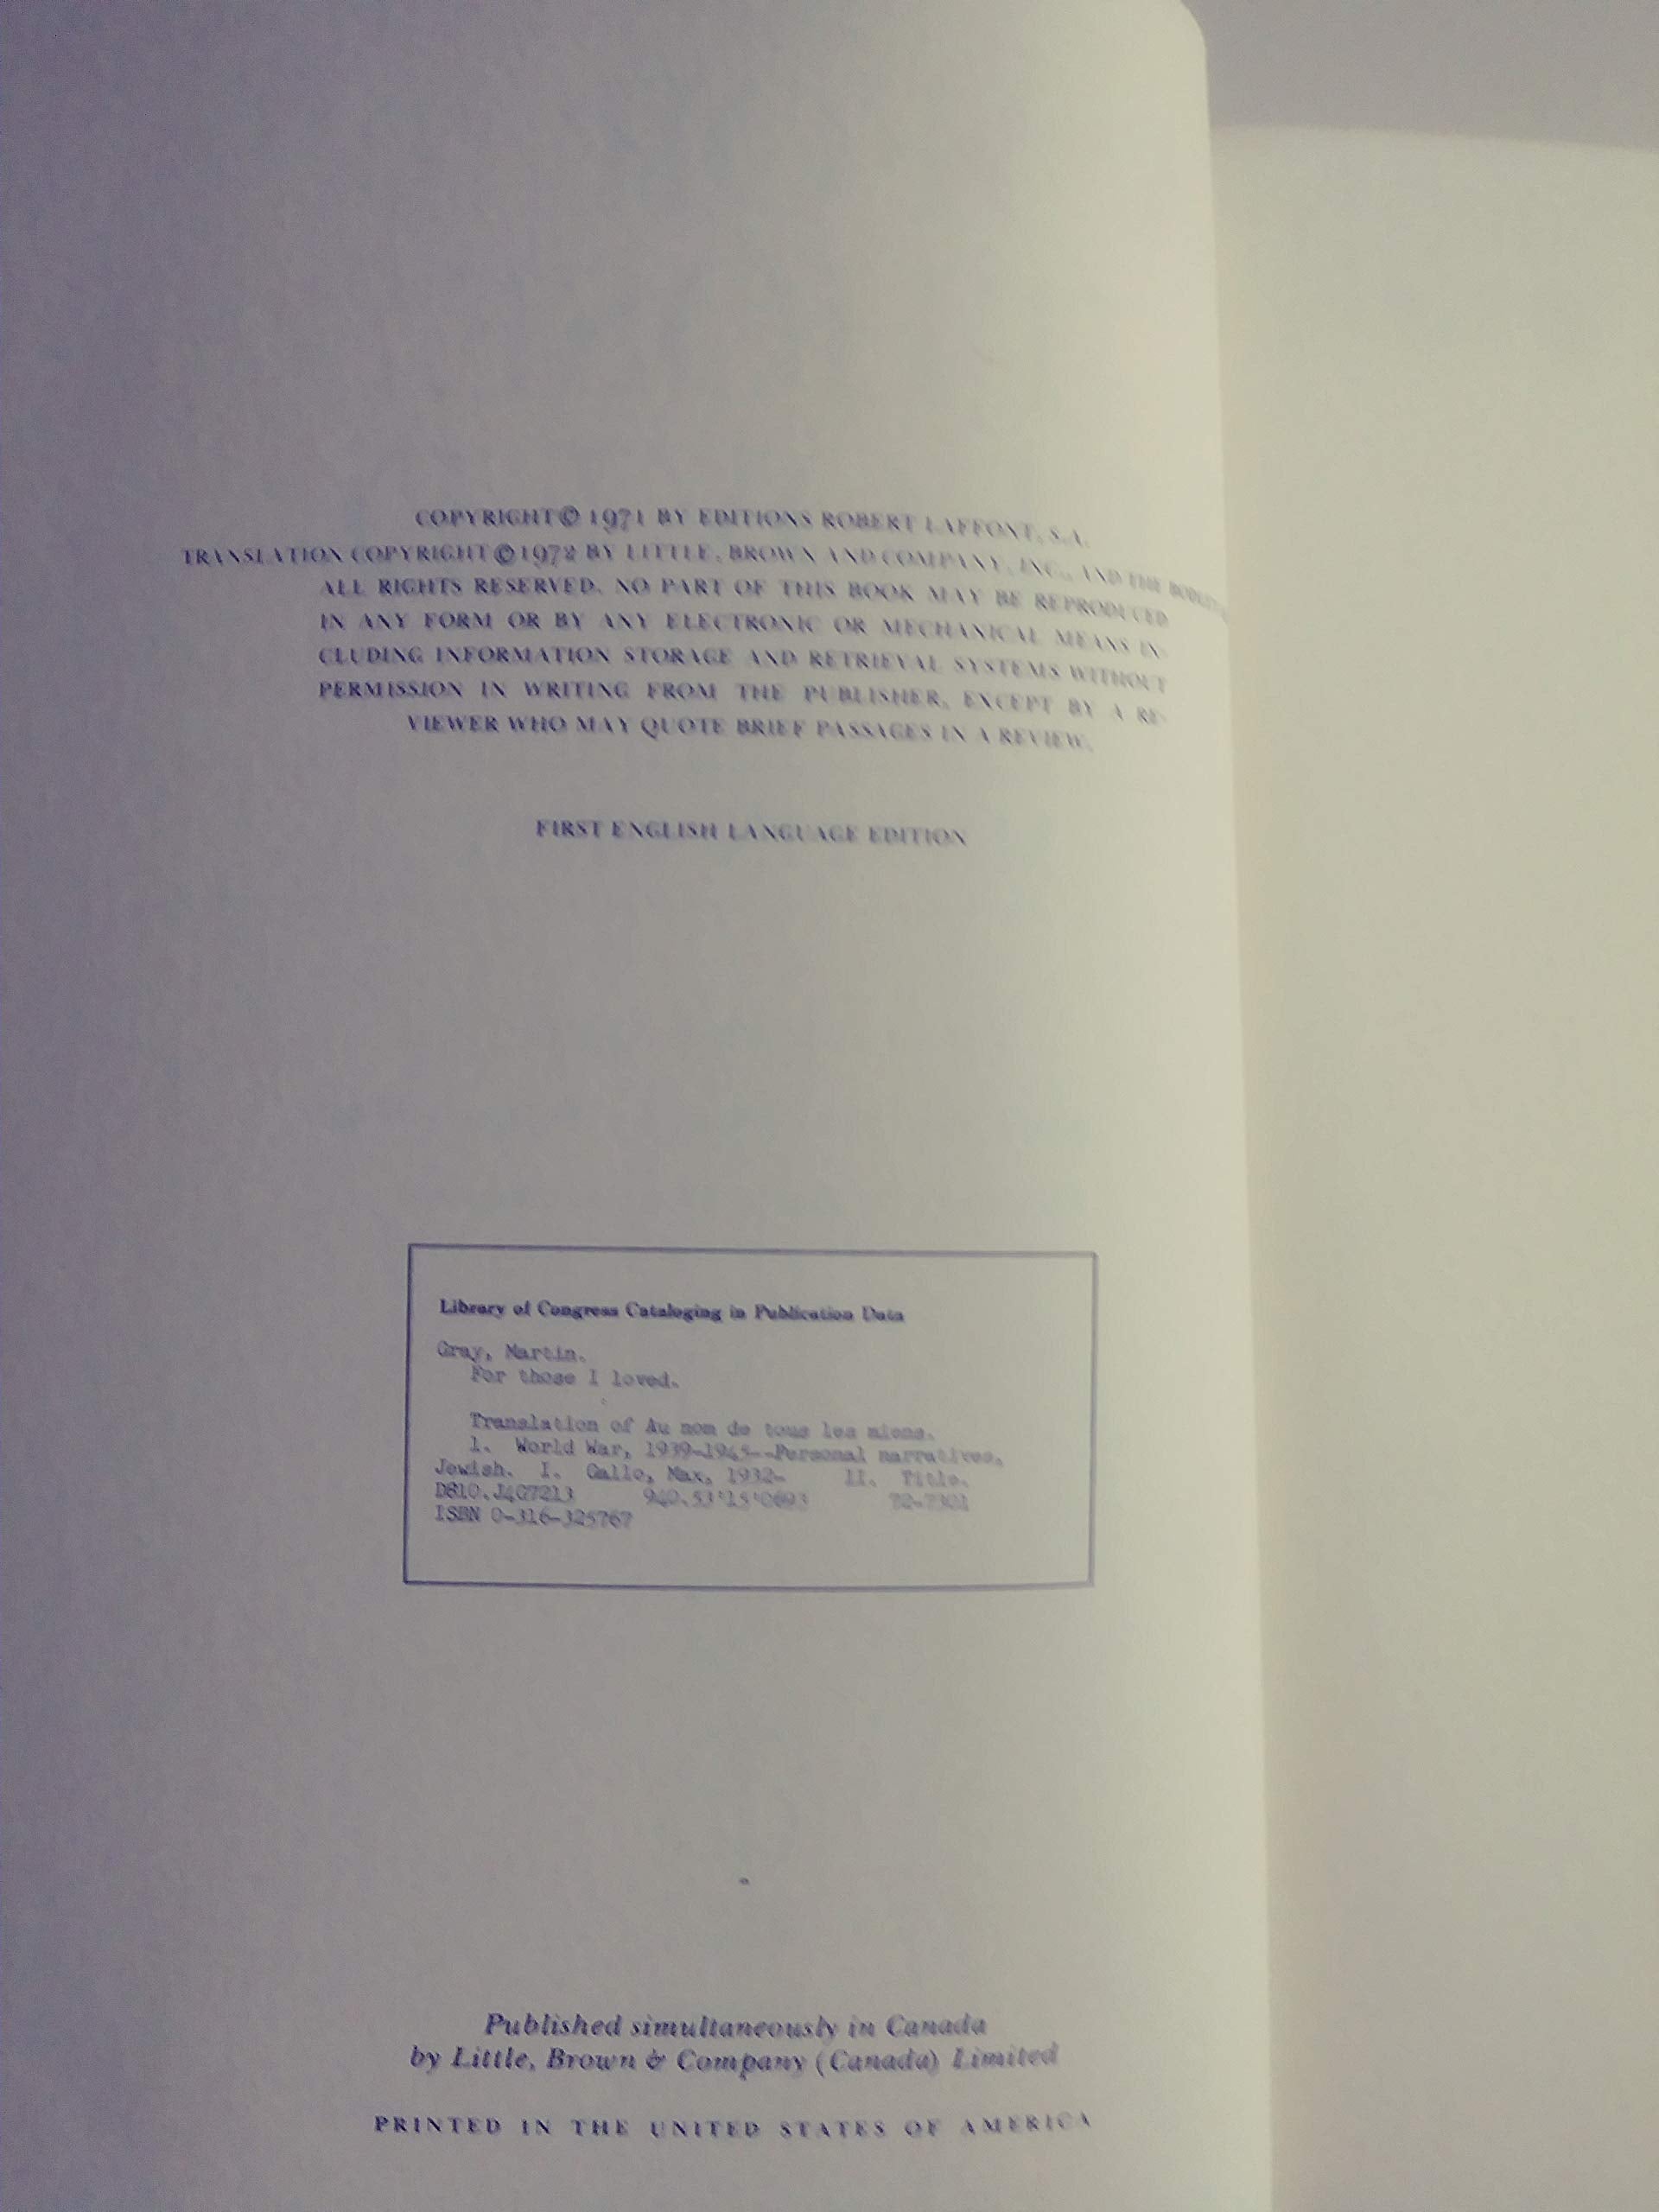 COPYRIGHT © 1971 BY EDITIONS ROBERT LAFFONT, S.A.
TRANSLATION COPYRIGHT © 1972 BY LITTLE, BROWN AND COMPANY, INC., AND THE
ALL RIGHTS RESERVED. NO PART OF THIS BOOK MAY BE REPRODUCED
IN ANY FORM OR BY ANY ELECTRONIC OR MECHANICAL MEANS IN-
CLUDING INFORMATION STORAGE AND RETRIEVAL SYSTEMS WITHOUT
PERMISSION IN WRITING FROM THE PUBLISHER, EXCEPT BY A RE-
VIEWER WHO MAY QUOTE BRIEF PASSAGES IN A REVIEW.
FIRST ENGLISH LANGUAGE EDITION
Library of Congress Cataloging in Publication Data
Gray, Martin.
For those I loved.
Translation of Au nom de tous les miens.
1. World War, 1939-1945--Personal narratives,
Jewish. I. Gallo, Max, 1932- II. Title.
D810.J4G7213 940.53'15'0693 72-7301
ISBN 0-316-325767
Published simultaneously in Canada
by Little, Brown & Company (Canada) Limited
PRINTED IN THE UNITED STATES OF AMERICA